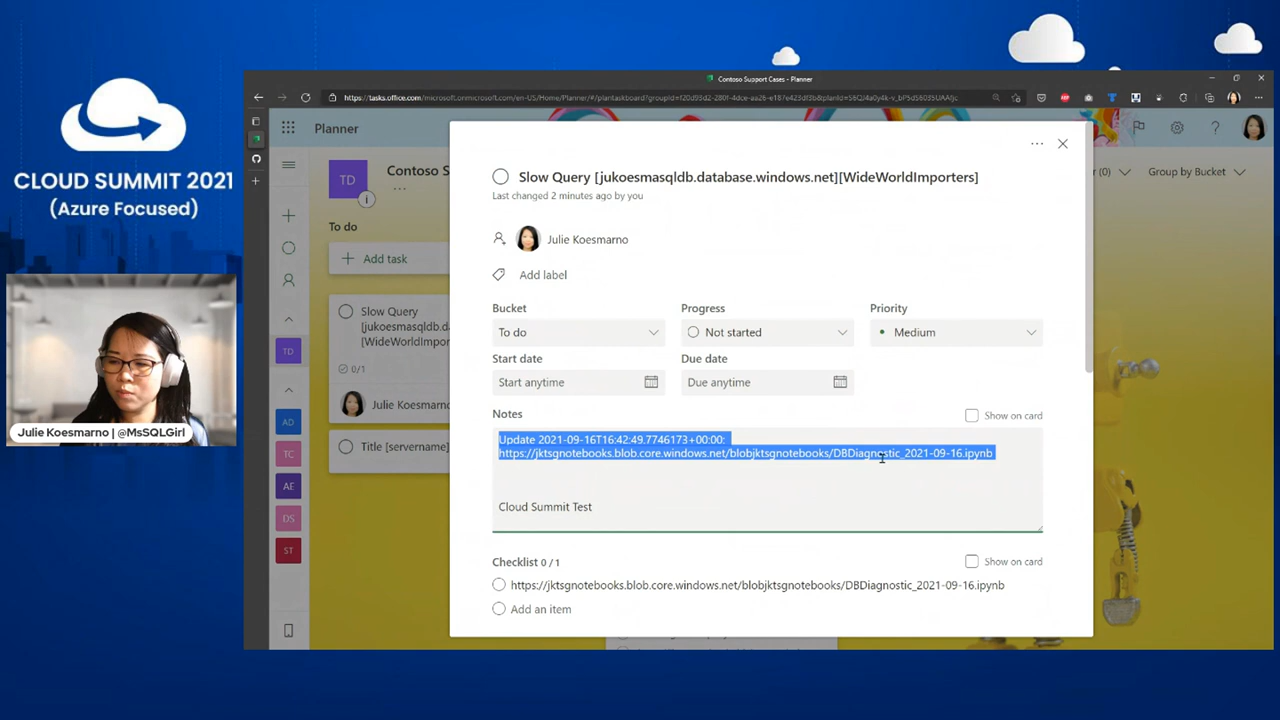 CLOUD SUMMIT 2021
(Azure Focused)
Julie Koesmarno | @MsSQLGirl
Contoso Support Cases - Planner
Planner
TD
Contoso S
Group by Bucket
To do
Add task
Slow Query
[jukoesmasqldb.da
[WideWorldImpor
0/1
Julie Koesmarno
Title [servername]
TD
AD
TC
AE
DS
ST
Slow Query [jukoesmasqldb.database.windows.net][WideWorldImporters]
Last changed 2 minutes ago by you
Julie Koesmarno
Add label
Bucket
Progress
Priority
To do
Not started
Medium
Start date
Due date
Start anytime
Due anytime
Notes
Show on card
Update 2021-09-16T16:42:49.7746173+00:00:
https://jktsgnotebooks.blob.core.windows.net/blobjktsgnotebooks/DBDiagnostic_2021-09-16.ipynb
Cloud Summit Test
Checklist 0 / 1
Show on card
https://jktsgnotebooks.blob.core.windows.net/blobjktsgnotebooks/DBDiagnostic_2021-09-16.ipynb
Add an item